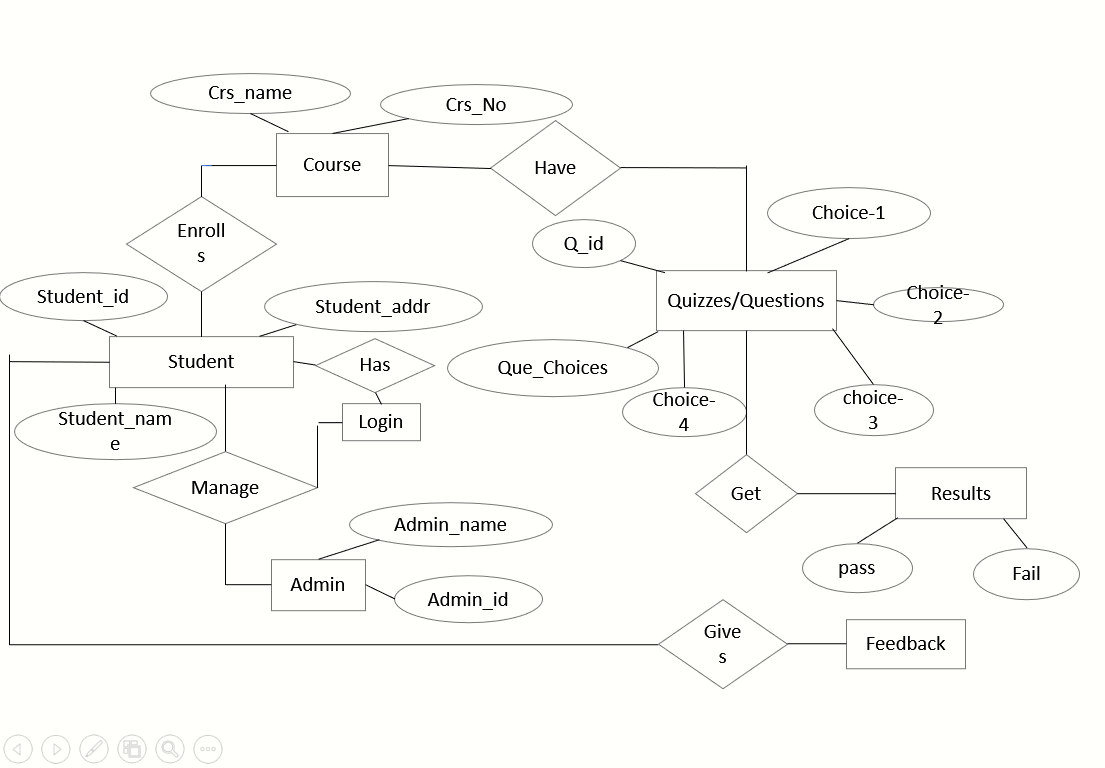 Crs_name
Crs_No
Course
Have
Choice-1
Enroll
s
Q_id
Student_id
Student_addr
Quizzes/Questions
Choice-
2
Student
Has
Que_Choices
Choice-
4
choice-
3
Student_nam
e
Login
Manage
Get
Results
Admin_name
pass
Fail
Admin
Admin_id
Give
s
Feedback